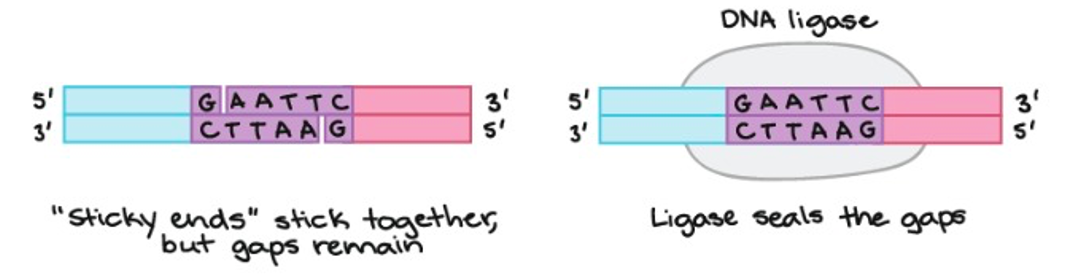 DNA ligase
5' G AATTC 3'
3' CTTAA G 5'
5' GAATTC 3'
3' CTTAAG 5'
"Sticky ends" stick together,
but gaps remain
Ligase seals the gaps